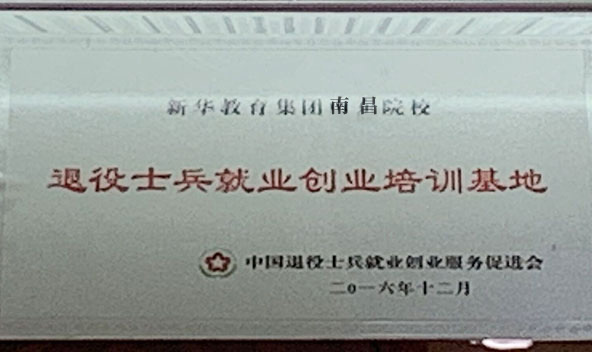 新华教育集团南昌院校
退役士兵就业创业培训基地
中国退役士兵就业创业服务促进会
二0一六年十二月